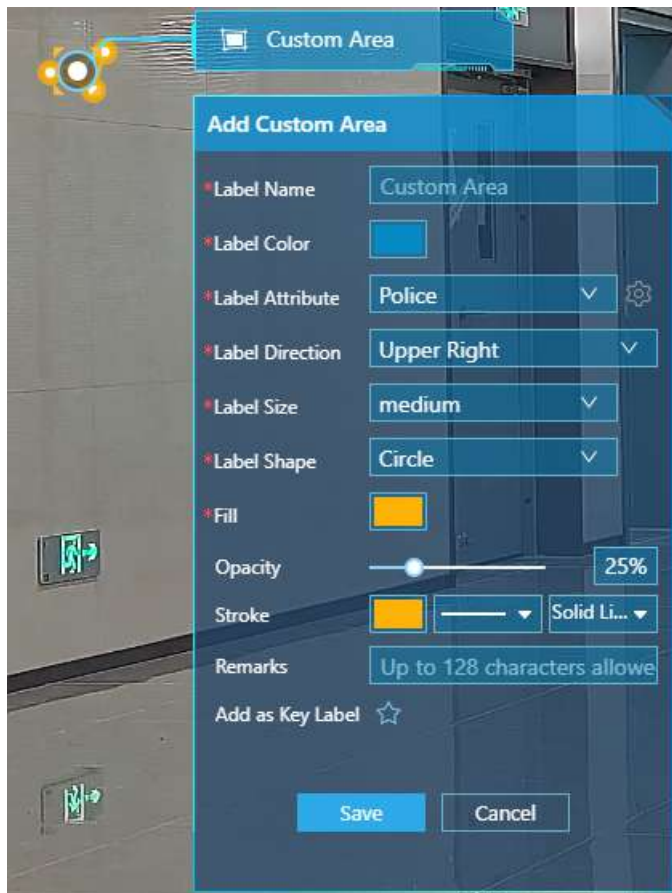 Custom Area
Add Custom Area
*Label Name Custom Area
*Label Color
*Label Attribute Police
*Label Direction Upper Right
*Label Size medium
*Label Shape Circle
*Fill
Opacity 25%
Stroke Solid Li...
Remarks Up to 128 characters allowe
Add as Key Label
Save Cancel